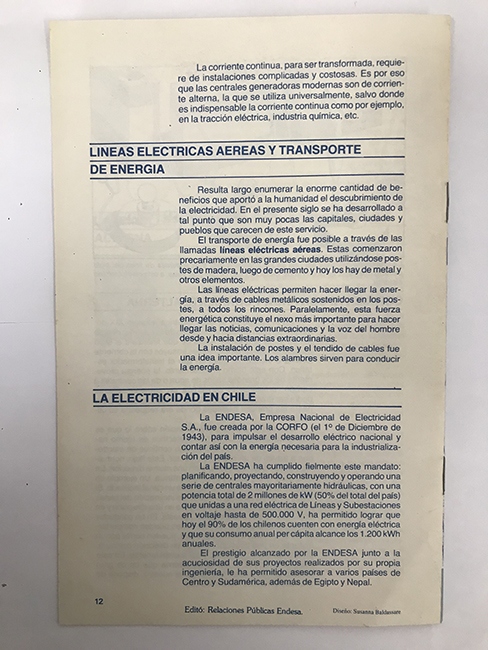 La corriente continua, para ser transformada, requie-
re de instalaciones complicadas y costosas. Es por eso
que las centrales generadoras modernas son de corrien-
te alterna, la que se utiliza universalmente, salvo donde
es indispensable la corriente continua como por ejemplo,
en la tracción eléctrica, industria química, etc.
LINEAS ELECTRICAS AEREAS Y TRANSPORTE
DE ENERGIA
Resulta largo enumerar la enorme cantidad de be-
neficios que aportó a la humanidad el descubrimiento de
la electricidad. En el presente siglo se ha desarrollado a
tal punto que son muy pocas las capitales, ciudades y
pueblos que carecen de este servicio.
El transporte de energía fue posible a través de las
llamadas líneas eléctricas aéreas. Estas comenzaron
precariamente en las grandes ciudades utilizándose pos-
tes de madera, luego de cemento y hoy los hay de metal y
otros elementos.
Las líneas eléctricas permiten hacer llegar la ener-
gía, a través de cables metálicos sostenidos en los pos-
tes, a todos los rincones. Paralelamente, esta fuerza
energética constituye el nexo más importante para hacer
llegar las noticias, comunicaciones y la voz del hombre
desde y hacia distancias extraordinarias.
La instalación de postes y el tendido de cables fue
una idea importante. Los alambres sirven para conducir
la energía.
LA ELECTRICIDAD EN CHILE
La ENDESA, Empresa Nacional de Electricidad
S.A., fue creada por la CORFO (el 1º de Diciembre de
1943), para impulsar el desarrollo eléctrico nacional y
contar así con la energía necesaria para la industrializa-
ción del país.
La ENDESA ha cumplido fielmente este mandato:
planificando, proyectando, construyendo y operando una
serie de centrales mayoritariamente hidráulicas, con una
potencia total de 2 millones de kW (50% del total del país)
que unidas a una red eléctrica de Líneas y Subestaciones
en voltaje hasta de 500.000 V, ha permitido lograr que
hoy el 90% de los chilenos cuenten con energía eléctrica
y que su consumo anual per cápita alcance los 1.200 kWh
anuales.
El prestigio alcanzado por la ENDESA junto a la
acuciosidad de sus proyectos realizados por su propia
ingeniería, le ha permitido asesorar a varios países de
Centro y Sudamérica, además de Egipto y Nepal.
12
Editó: Relaciones Públicas Endesa.
Diseño: Susanna Baldassare